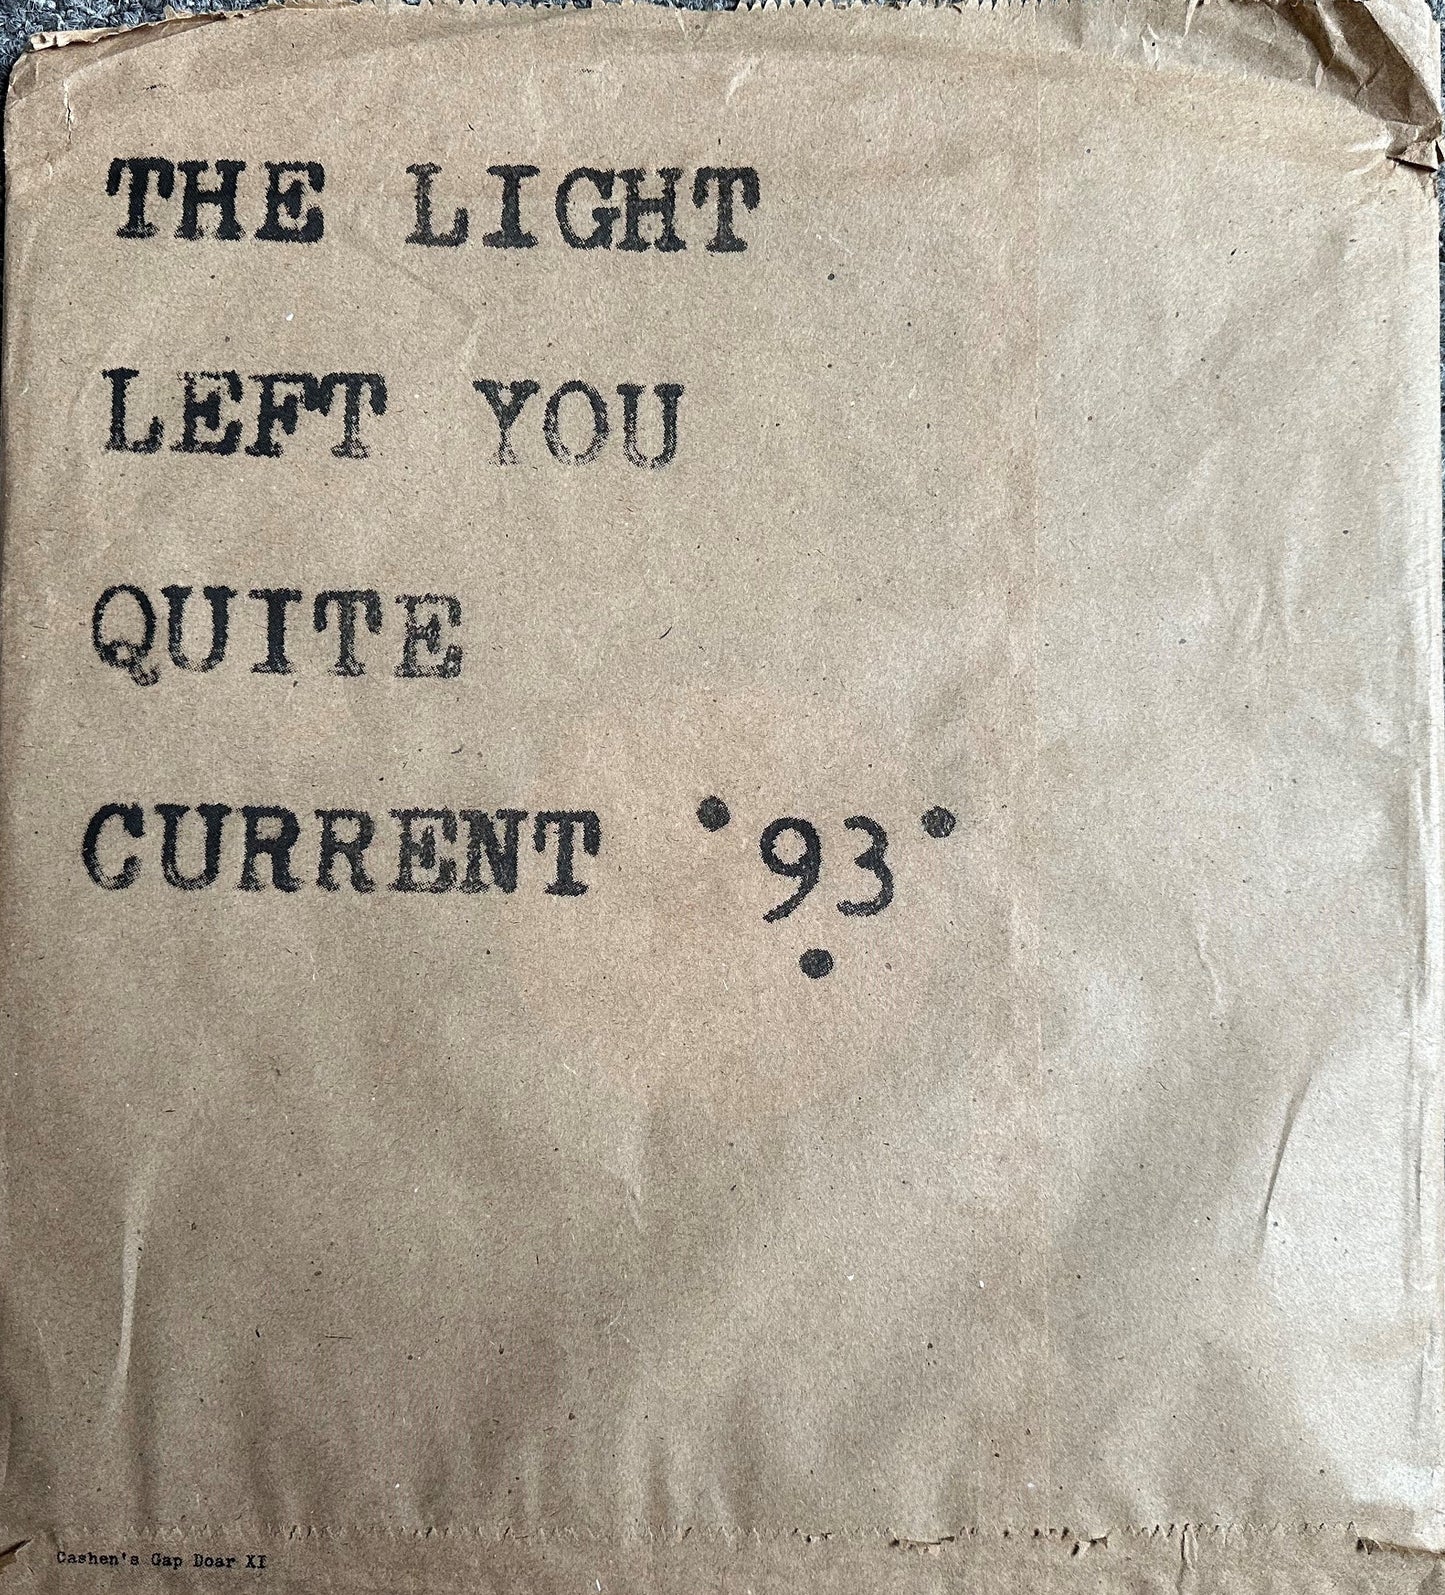 THE LIGHT
LEFT YOU
QUITE
CURRENT •93•
•
Cashen's Gap Doar XI